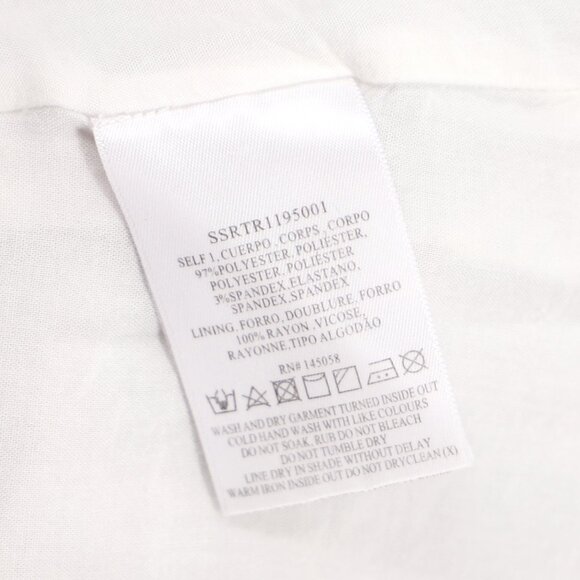 SSRTR1195001
SELF 1, CUERPO ,CORPS ,CORPO
97%POLYESTER, POLIÉSTER,
POLYESTER, POLIÉSTER
3%SPANDEX,ELASTANO,
SPANDEX,SPANDEX
LINING, FORRO, DOUBLURE, FORRO
100% RAYON ,VICOSE,
RAYONNE,TIPO ALGODÃO
RN# 145058
WASH AND DRY GARMENT TURNED INSIDE OUT
COLD HAND WASH WITH LIKE COLOURS
DO NOT SOAK, RUB DO NOT BLEACH
DO NOT TUMBLE DRY
LINE DRY IN SHADE WITHOUT DELAY
WARM IRON INSIDE OUT DO NOT DRYCLEAN (X)